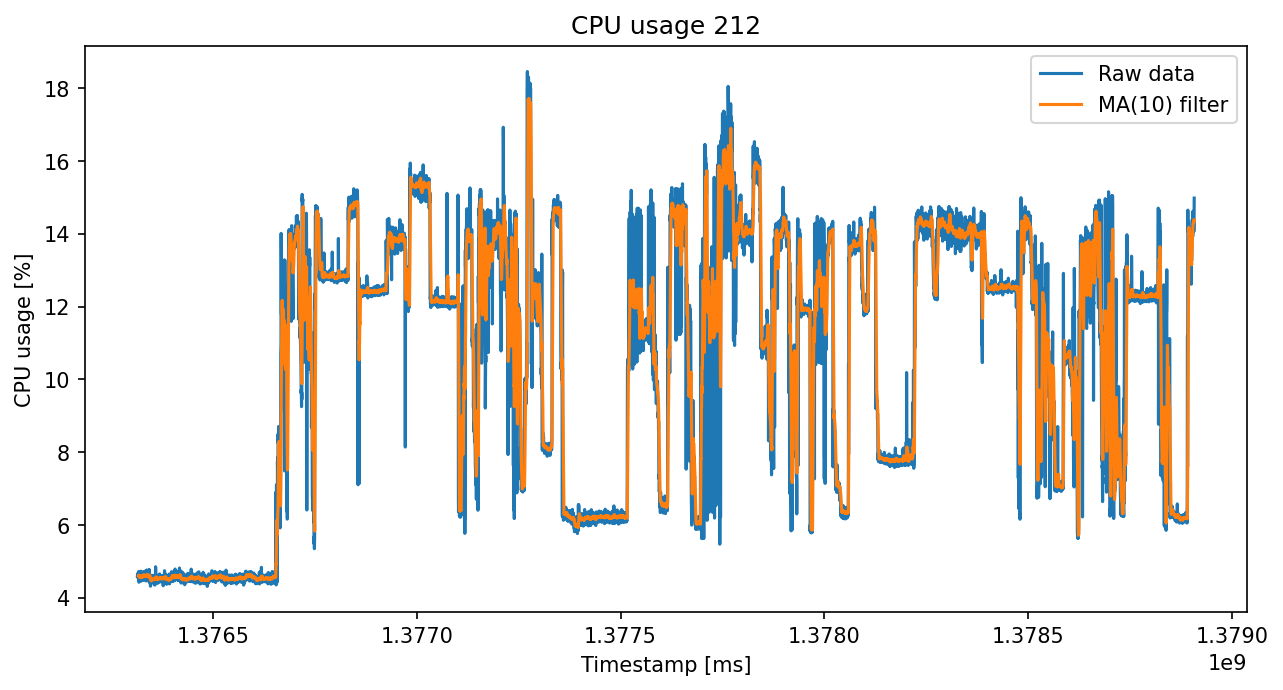 CPU usage 212
Raw data
MA(10) filter
CPU usage [%]
18
16
14
12
10
8
6
4
1.3765 1.3770 1.3775 1.3780 1.3785 1.3790
1e9
Timestamp [ms]